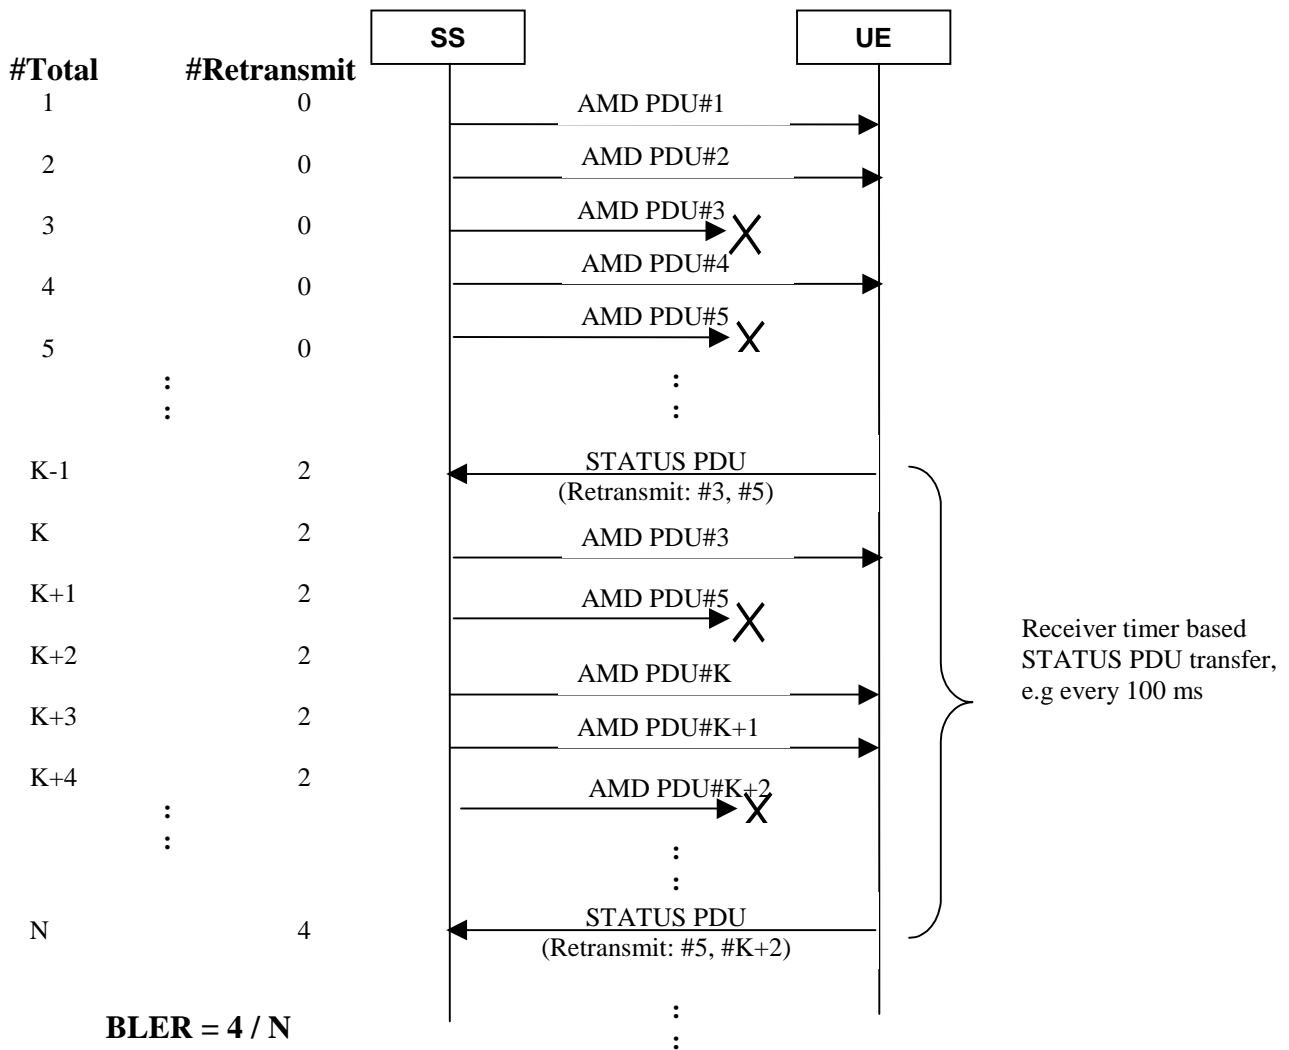 SS UE
#Total #Retransmit
1 0 AMD PDU#1
2 0 AMD PDU#2
3 0 AMD PDU#3
4 0 AMD PDU#4
5 0 AMD PDU#5
: :
: :
K-1 2 STATUS PDU
(Retransmit: #3, #5)
K 2 AMD PDU#3
K+1 2 AMD PDU#5
Receiver timer based
STATUS PDU transfer,
e.g every 100 ms
K+2 2 AMD PDU#K
K+3 2 AMD PDU#K+1
K+4 2 AMD PDU#K+2
: :
: :
N 4 STATUS PDU
(Retransmit: #5, #K+2)
BLER = 4 / N
:
: